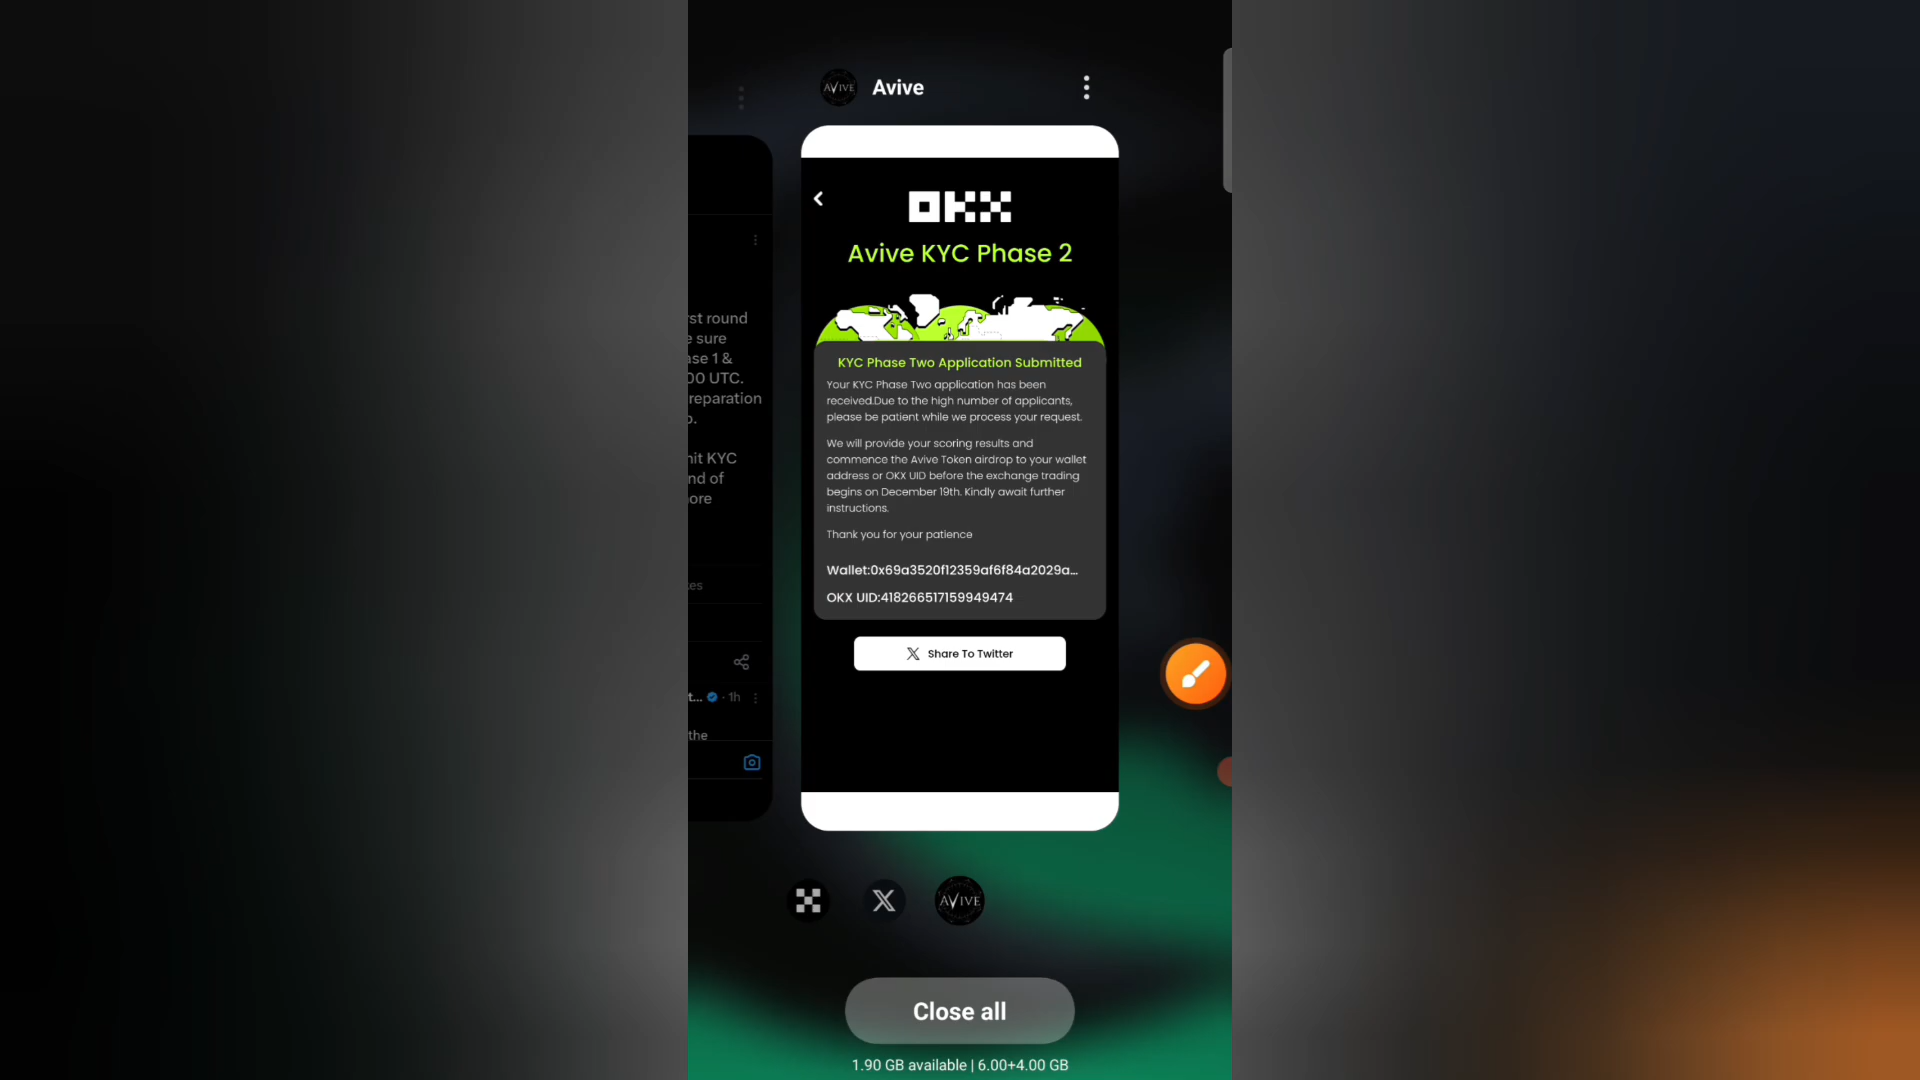 AVIVE Avive
OKX
Avive KYC Phase 2
KYC Phase Two Application Submitted
Your KYC Phase Two application has been
received.Due to the high number of applicants,
please be patient while we process your request.
We will provide your scoring results and
commence the Avive Token airdrop to your wallet
address or OKX UID before the exchange trading
begins on December 19th. Kindly await further
instructions.
Thank you for your patience
Wallet:0x69a3520f12359af6f84a2029a...
OKX UID:418266517159949474
Share To Twitter
rst round
e sure
ase 1 &
00 UTC.
reparation
o.
nit KYC
nd of
ore
es
t... · 1h
the
AVIVE
Close all
1.90 GB available | 6.00+4.00 GB